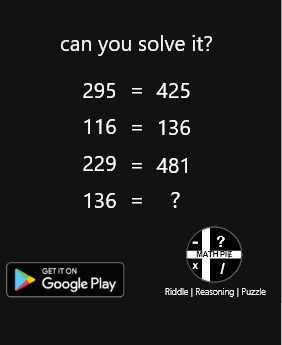 can you solve it?
295 = 425
116 = 136
229 = 481
136 = ?
- ?
MATH PIE
x /
GET IT ON
Google Play
Riddle | Reasoning | Puzzle